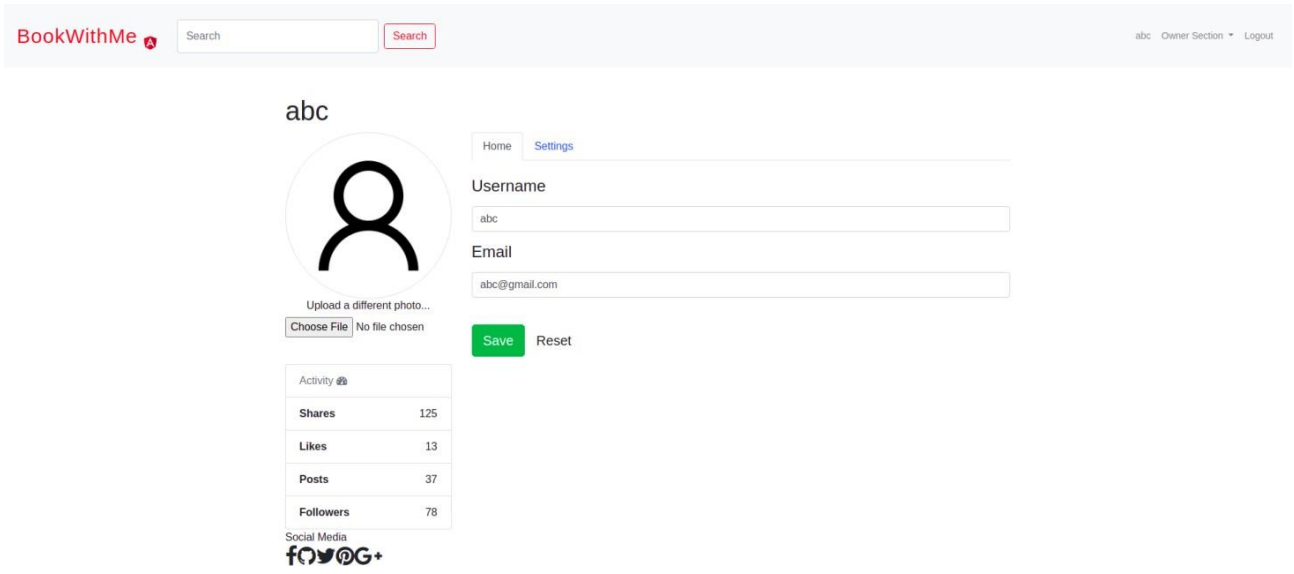 BookWithMe
Search
Search
abc Owner Section Logout
abc
Home Settings
Username
abc
Email
abc@gmail.com
Save Reset
Upload a different photo...
Choose File No file chosen
Activity
Shares 125
Likes 13
Posts 37
Followers 78
Social Media